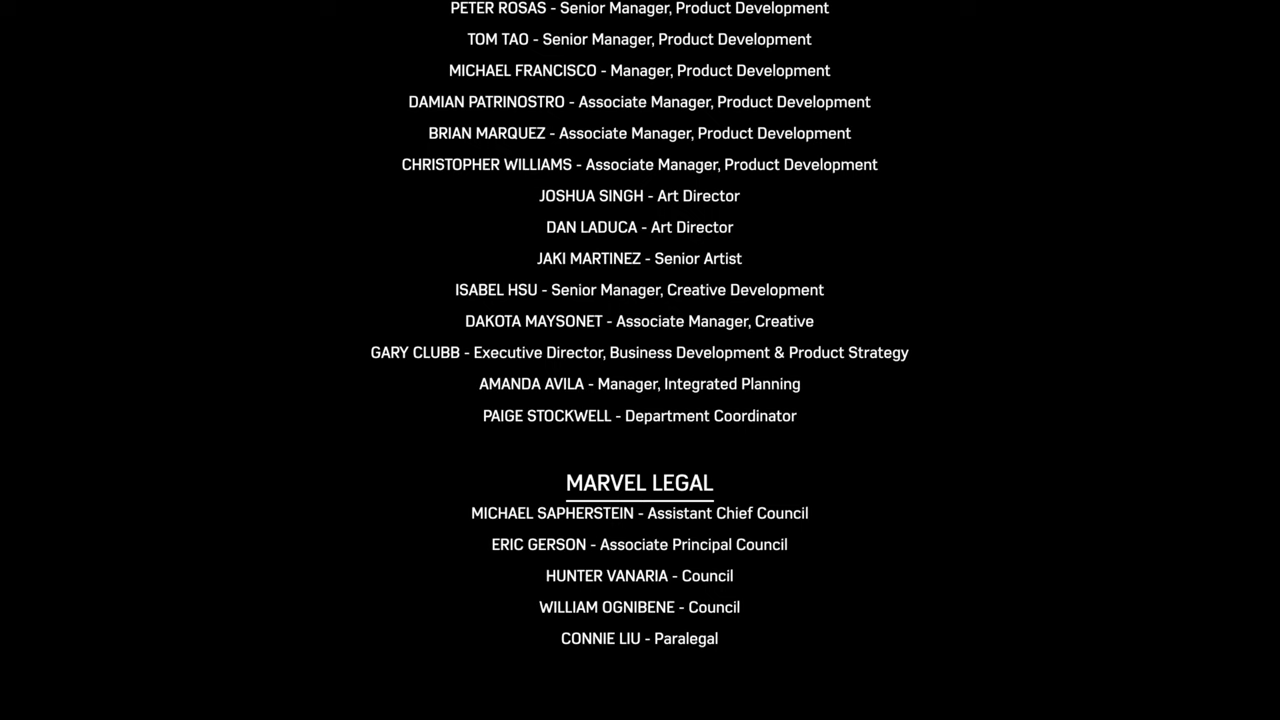 PETER ROSAS - Senior Manager, Product Development
TOM TAO - Senior Manager, Product Development
MICHAEL FRANCISCO - Manager, Product Development
DAMIAN PATRINOSTRO - Associate Manager, Product Development
BRIAN MARQUEZ - Associate Manager, Product Development
CHRISTOPHER WILLIAMS - Associate Manager, Product Development
JOSHUA SINGH - Art Director
DAN LADUCA - Art Director
JAKI MARTINEZ - Senior Artist
ISABEL HSU - Senior Manager, Creative Development
DAKOTA MAYSONET - Associate Manager, Creative
GARY CLUBB - Executive Director, Business Development & Product Strategy
AMANDA AVILA - Manager, Integrated Planning
PAIGE STOCKWELL - Department Coordinator
MARVEL LEGAL
MICHAEL SAPHERSTEIN - Assistant Chief Council
ERIC GERSON - Associate Principal Council
HUNTER VANARIA - Council
WILLIAM OGNIBENE - Council
CONNIE LIU - Paralegal